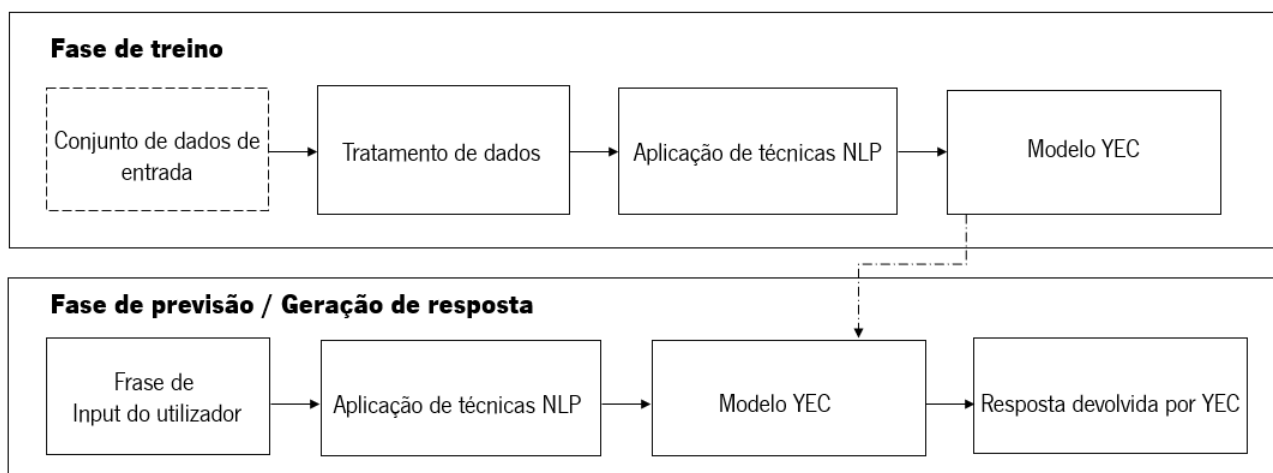 Fase de treino
Conjunto de dados de
entrada
Tratamento de dados
Aplicação de técnicas NLP
Modelo YEC
Fase de previsão / Geração de resposta
Frase de
Input do utilizador
Aplicação de técnicas NLP
Modelo YEC
Resposta devolvida por YEC